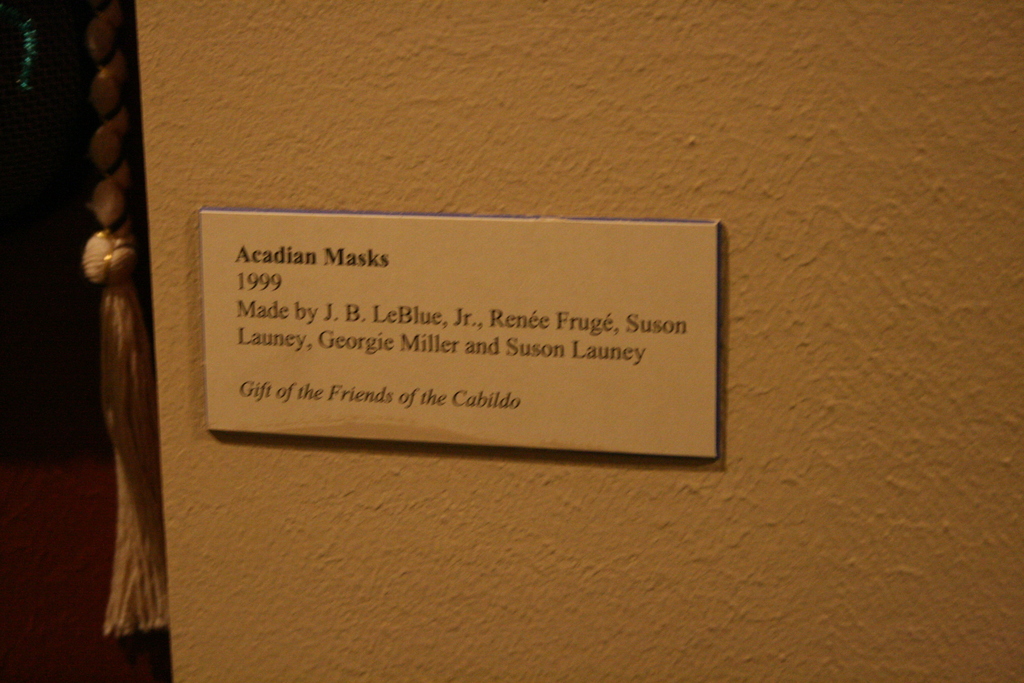 Acadian Masks
1999
Made by J. B. LeBlue, Jr., Renée Frugé, Suson
Launey, Georgie Miller and Suson Launey
Gift of the Friends of the Cabildo